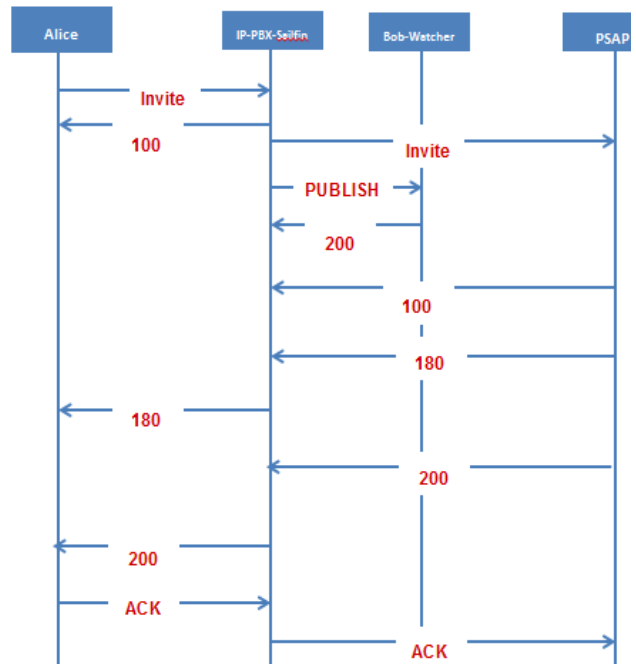 Alice
IP-PBX-Sailfin
Bob-Watcher
PSAP
Invite
100
Invite
PUBLISH
200
100
180
180
200
200
ACK
ACK